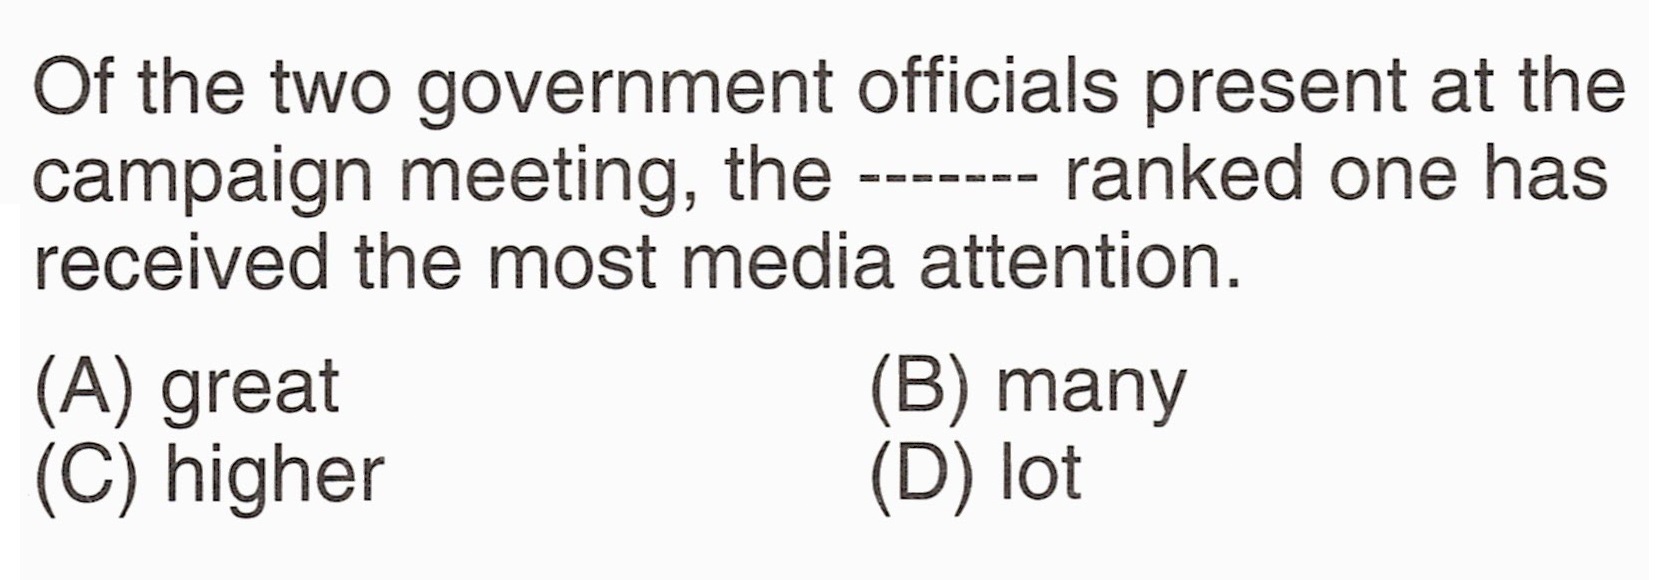 Of the two government officials present at the
campaign meeting, the ------- ranked one has
received the most media attention.
(A) great (B) many
(C) higher (D) lot